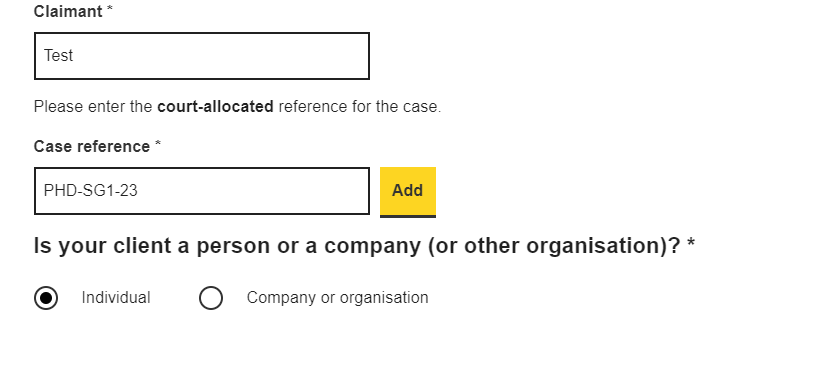 Claimant *
Test
Please enter the court-allocated reference for the case.
Case reference *
PHD-SG1-23
Add
Is your client a person or a company (or other organisation)? *
Individual
Company or organisation